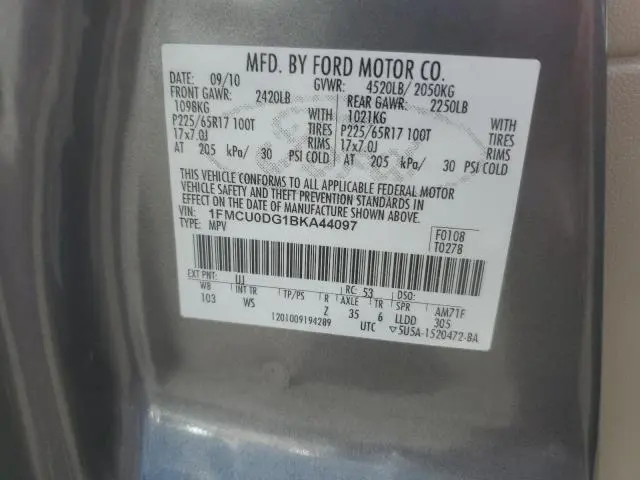 MFD. BY FORD MOTOR CO.
DATE: 09/10 GVWR: 4520LB/ 2050KG
FRONT GAWR: 2420LB REAR GAWR: 2250LB
1098KG WITH 1021KG WITH
P225/65R17 100T TIRES P225/65R17 100T TIRES
17x7.0J RIMS 17x7.0J RIMS
AT 205 kPa/ 30 PSI COLD AT 205 kPa/ 30 PSI COLD
THIS VEHICLE CONFORMS TO ALL APPLICABLE FEDERAL MOTOR
VEHICLE SAFETY AND THEFT PREVENTION STANDARDS IN
EFFECT ON THE DATE OF MANUFACTURE SHOWN ABOVE.
VIN: 1FMCU0DG1BKA44097 F0108
TYPE: MPV T0278
EXT PNT: UJ RC: 53 DSO:
WB INT TR TP/PS R AXLE TR SPR AM71F
103 WS Z 35 6 LLDD 305
1201009194289 UTC ▽5U5A-1520472-BA
Ford